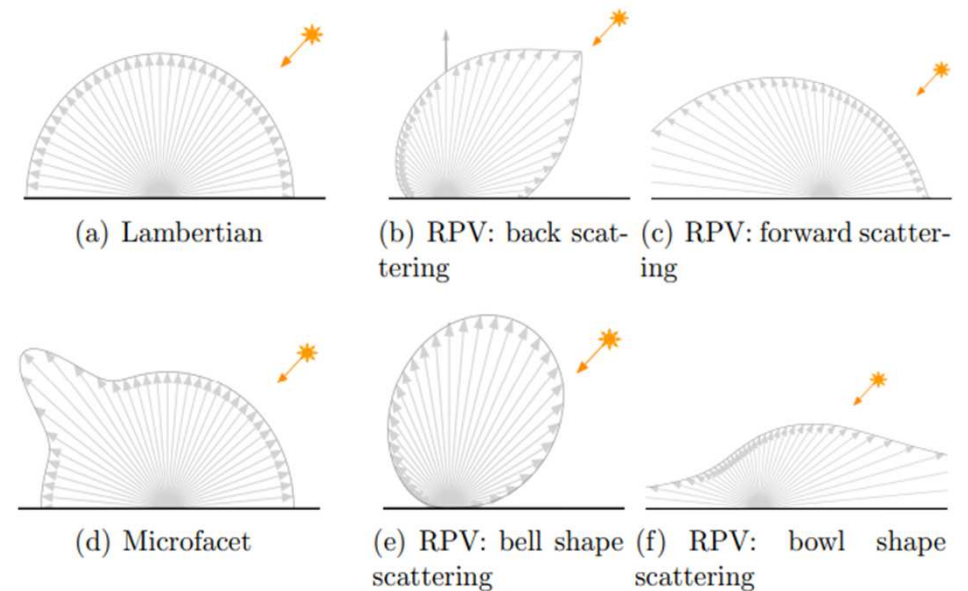 (a) Lambertian
(b) RPV: back scat-
tering
(c) RPV: forward scatter-
ing
(d) Microfacet
(e) RPV: bell shape
scattering
(f) RPV: bowl shape
scattering